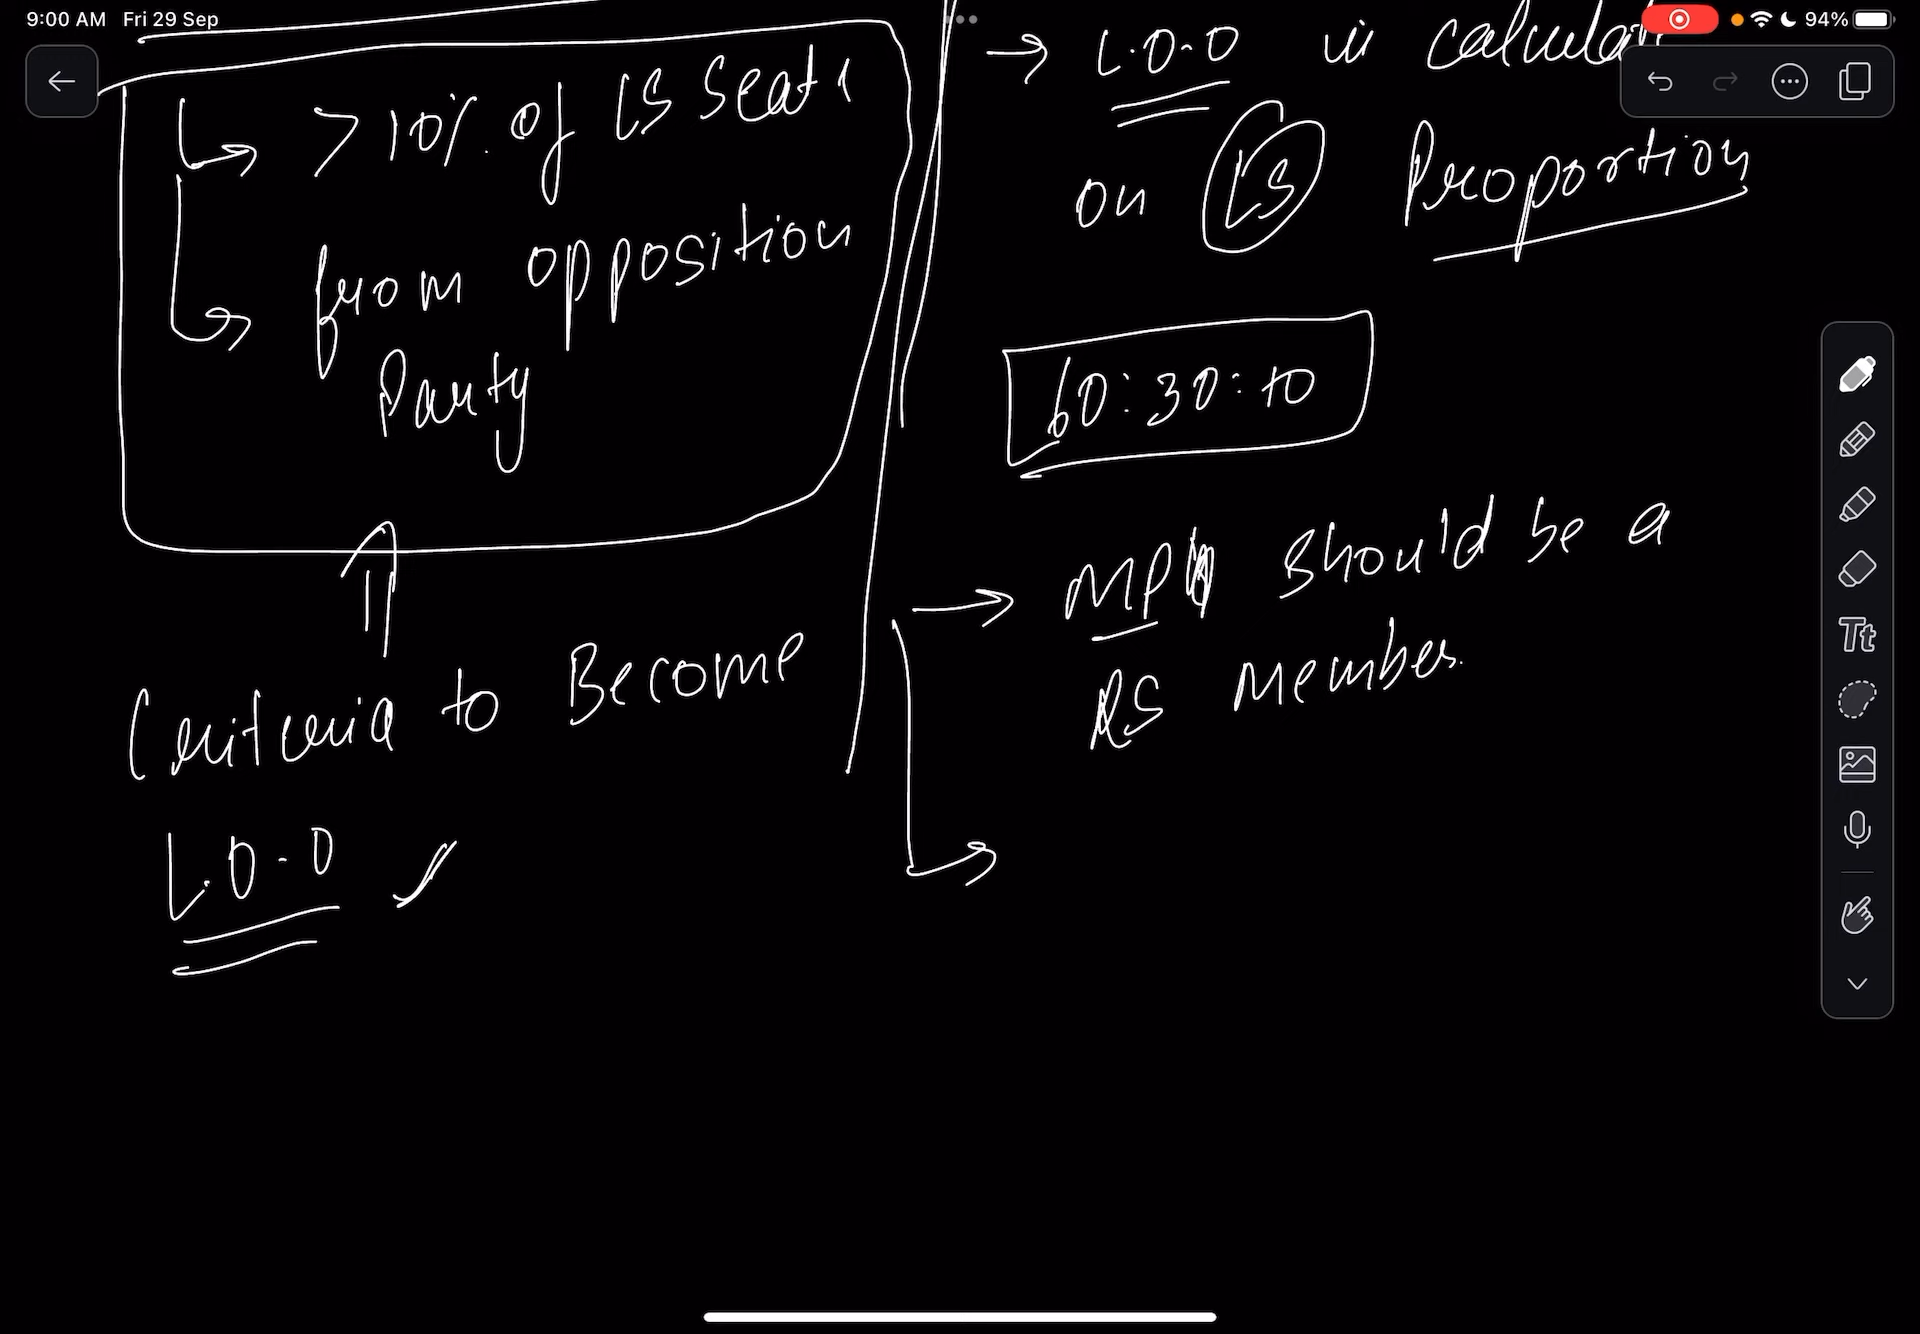 9:00 AM Fri 29 Sep
94%
> 10% of LS Seats
from opposition
Party
Criteria to Become
L.O.O
L.O.O is calculat
on LS Proportion
60:30:10
MP should be a
RS Member.
Tt